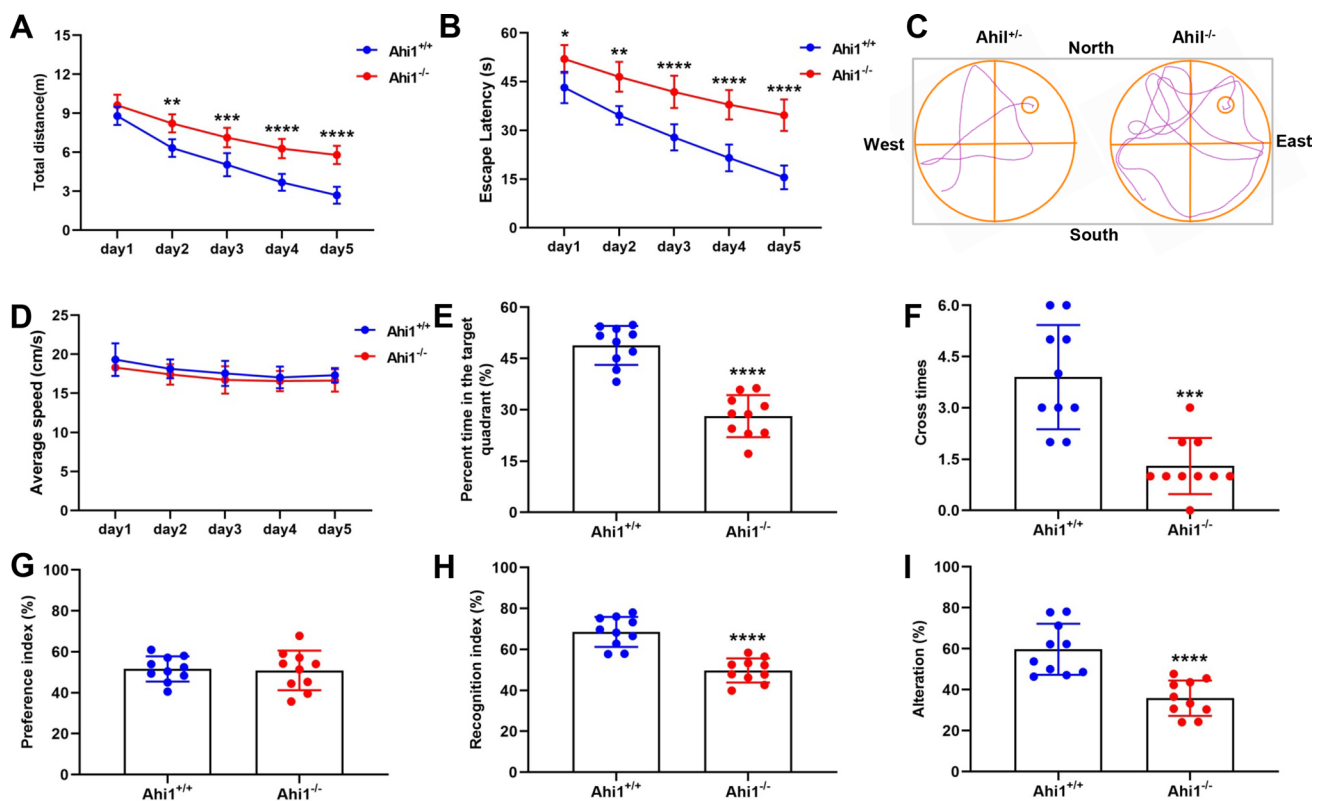 A
Total distance(m)
15
12
9
6
3
0
** *** **** ****
day1 day2 day3 day4 day5
Ahi1+/+
Ahi1-/-
B
Escape Latency (s)
60
45
30
15
0
* ** **** **** ****
day1 day2 day3 day4 day5
Ahi1+/+
Ahi1-/-
C
Ahil+/- North Ahil-/-
West East
South
D
Average speed (cm/s)
25
20
15
10
5
0
day1 day2 day3 day4 day5
Ahi1+/+
Ahi1-/-
E
Percent time in the target
quadrant (%)
60
45
30
15
0
****
Ahi1+/+ Ahi1-/-
F
Cross times
6.0
4.5
3.0
1.5
0.0
***
Ahi1+/+ Ahi1-/-
G
Preference index (%)
100
80
60
40
20
0
Ahi1+/+ Ahi1-/-
H
Recognition index (%)
100
80
60
40
20
0
****
Ahi1+/+ Ahi1-/-
I
Alteration (%)
100
80
60
40
20
0
****
Ahi1+/+ Ahi1-/-